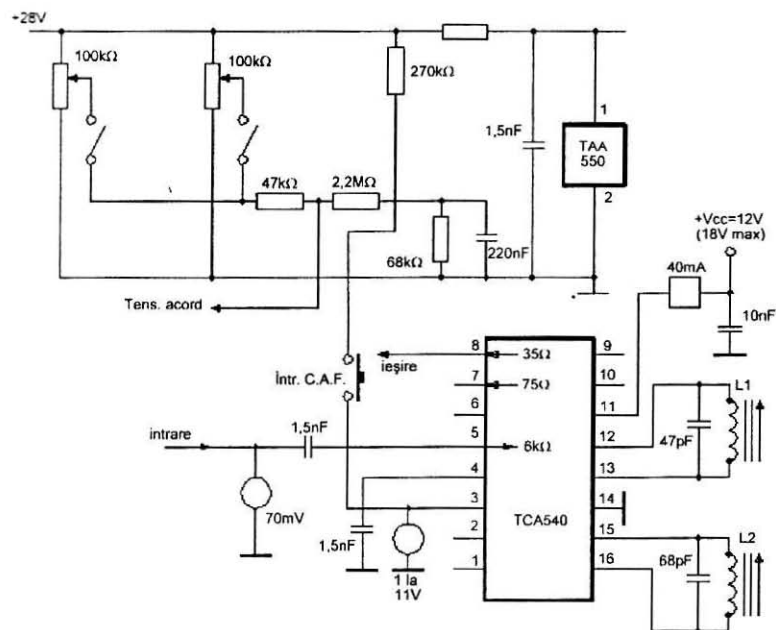 +28V
100kΩ
100kΩ
270kΩ
1,5nF
1
TAA
550
2
47kΩ
2,2MΩ
68kΩ
220nF
+Vcc=12V
(18V max)
40mA
10nF
Tens. acord
8
35Ω
9
ieşire
Într. C.A.F.
7
75Ω
10
6
11
L1
1,5nF
intrare
5
6kΩ
12
47pF
4
13
70mV
3
14
TCA540
1,5nF
2
15
L2
1 la
11V
1
16
68pF